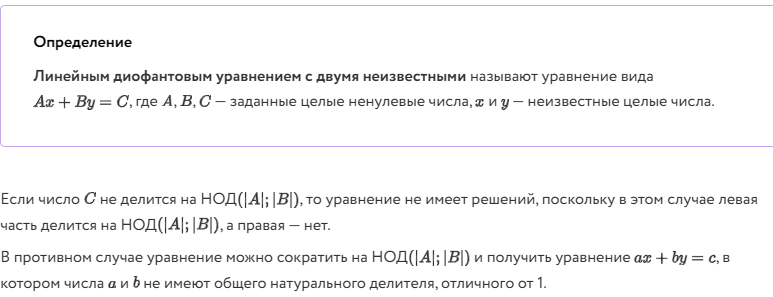 Определение
Линейным диофантовым уравнением с двумя неизвестными называют уравнение вида
Ax + By = C, где A, B, C — заданные целые ненулевые числа, x и y — неизвестные целые числа.
Если число C не делится на НОД(|A|; |B|), то уравнение не имеет решений, поскольку в этом случае левая
часть делится на НОД(|A|; |B|), а правая — нет.
В противном случае уравнение можно сократить на НОД(|A|; |B|) и получить уравнение ax + by = c, в
котором числа a и b не имеют общего натурального делителя, отличного от 1.